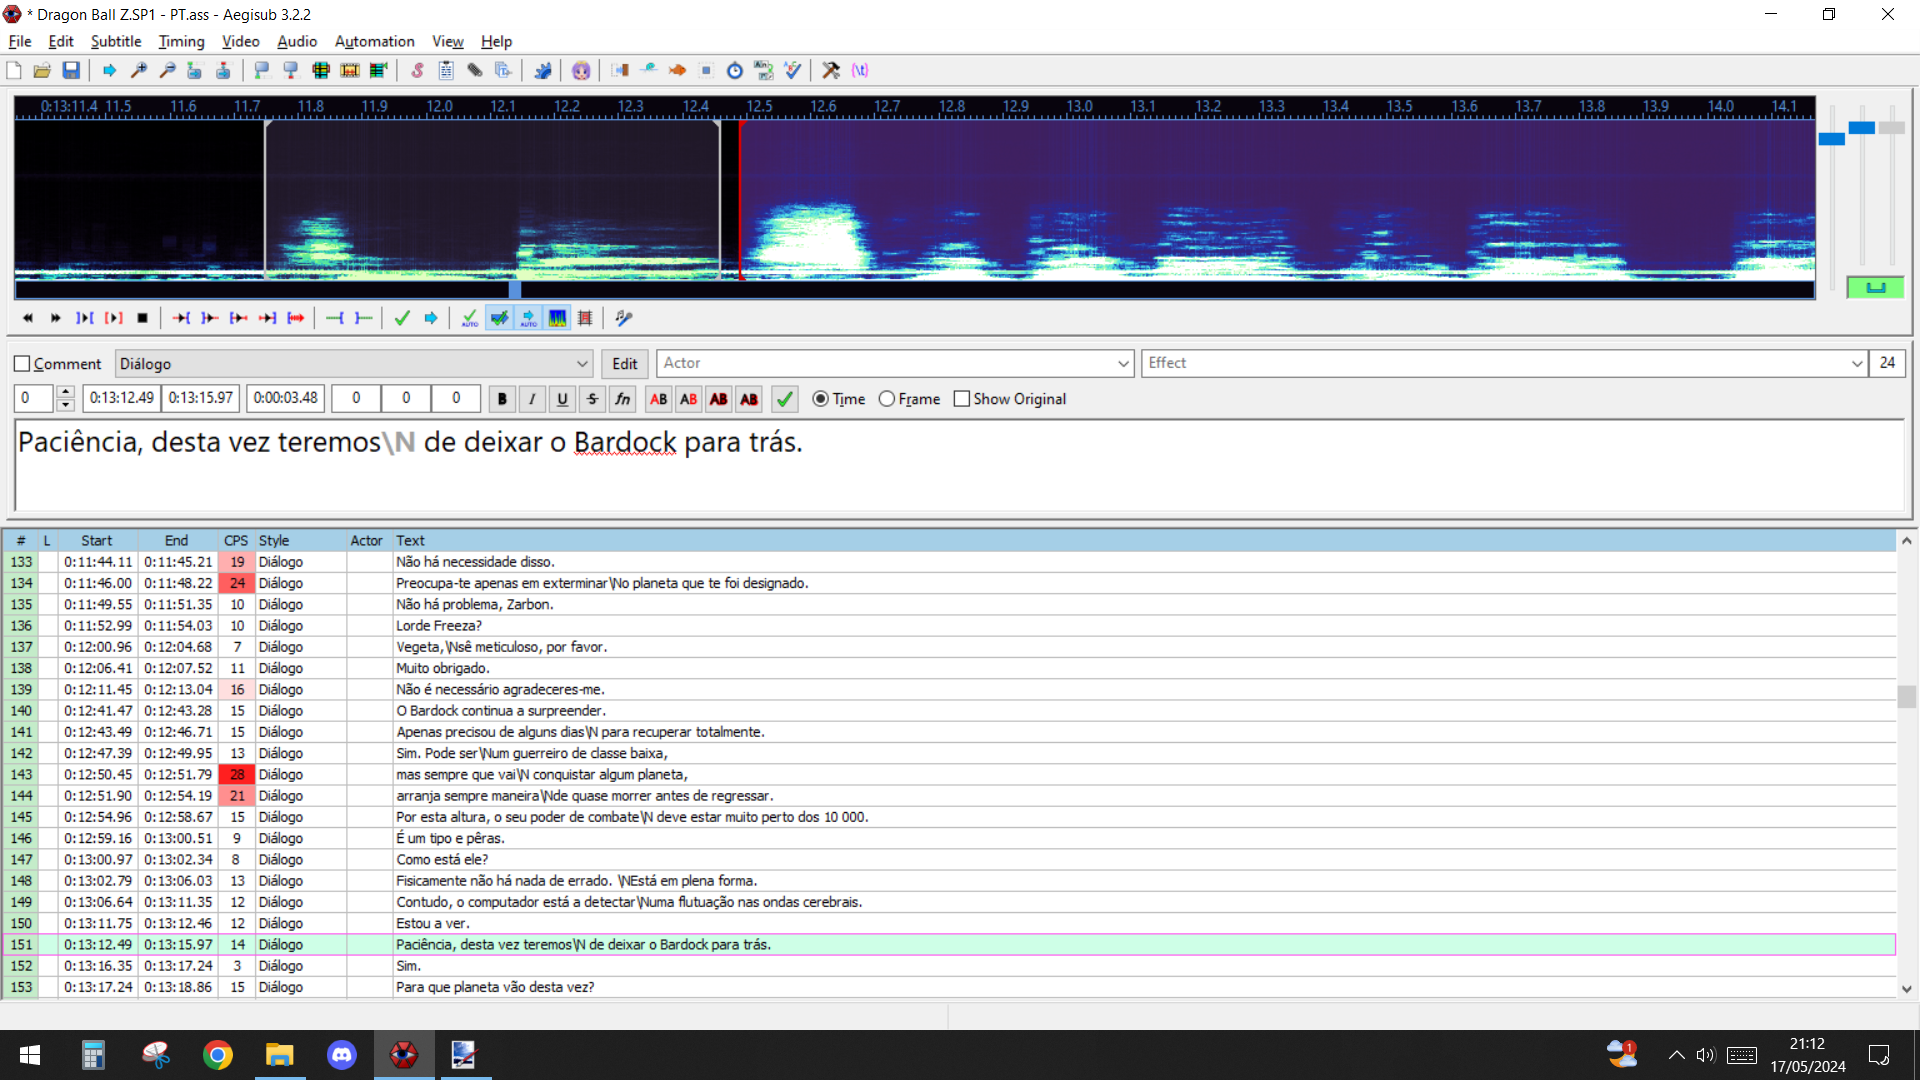 * Dragon Ball Z.SP1 - PT.ass - Aegisub 3.2.2
File Edit Subtitle Timing Video Audio Automation View Help
0:13:11.4 11.5 11.6 11.7 11.8 11.9 12.0 12.1 12.2 12.3 12.4 12.5 12.6 12.7 12.8 12.9 13.0 13.1 13.2 13.3 13.4 13.5 13.6 13.7 13.8 13.9 14.0 14.1
Comment Diálogo Edit Actor Effect 24
0 0:13:12.49 0:13:15.97 0:00:03.48 0 0 0 B I U S fn AB AB AB AB Time Frame Show Original
Paciência, desta vez teremos\N de deixar o Bardock para trás.
# L Start End CPS Style Actor Text
133 0:11:44.11 0:11:45.21 19 Diálogo Não há necessidade disso.
134 0:11:46.00 0:11:48.22 24 Diálogo Preocupa-te apenas em exterminar\No planeta que te foi designado.
135 0:11:49.55 0:11:51.35 10 Diálogo Não há problema, Zarbon.
136 0:11:52.99 0:11:54.03 10 Diálogo Lorde Freeza?
137 0:12:00.96 0:12:04.68 7 Diálogo Vegeta,\Nsê meticuloso, por favor.
138 0:12:06.41 0:12:07.52 11 Diálogo Muito obrigado.
139 0:12:11.45 0:12:13.04 16 Diálogo Não é necessário agradeceres-me.
140 0:12:41.47 0:12:43.28 15 Diálogo O Bardock continua a surpreender.
141 0:12:43.49 0:12:46.71 15 Diálogo Apenas precisou de alguns dias\N para recuperar totalmente.
142 0:12:47.39 0:12:49.95 13 Diálogo Sim. Pode ser\Num guerreiro de classe baixa,
143 0:12:50.45 0:12:51.79 28 Diálogo mas sempre que vai\N conquistar algum planeta,
144 0:12:51.90 0:12:54.19 21 Diálogo arranja sempre maneira\Nde quase morrer antes de regressar.
145 0:12:54.96 0:12:58.67 15 Diálogo Por esta altura, o seu poder de combate\N deve estar muito perto dos 10 000.
146 0:12:59.16 0:13:00.51 9 Diálogo É um tipo e pêras.
147 0:13:00.97 0:13:02.34 8 Diálogo Como está ele?
148 0:13:02.79 0:13:06.03 13 Diálogo Fisicamente não há nada de errado. \NEstá em plena forma.
149 0:13:06.64 0:13:11.35 12 Diálogo Contudo, o computador está a detectar\Numa flutuação nas ondas cerebrais.
150 0:13:11.75 0:13:12.46 12 Diálogo Estou a ver.
151 0:13:12.49 0:13:15.97 14 Diálogo Paciência, desta vez teremos\N de deixar o Bardock para trás.
152 0:13:16.35 0:13:17.24 3 Diálogo Sim.
153 0:13:17.24 0:13:18.86 15 Diálogo Para que planeta vão desta vez?
1 21:12
17/05/2024